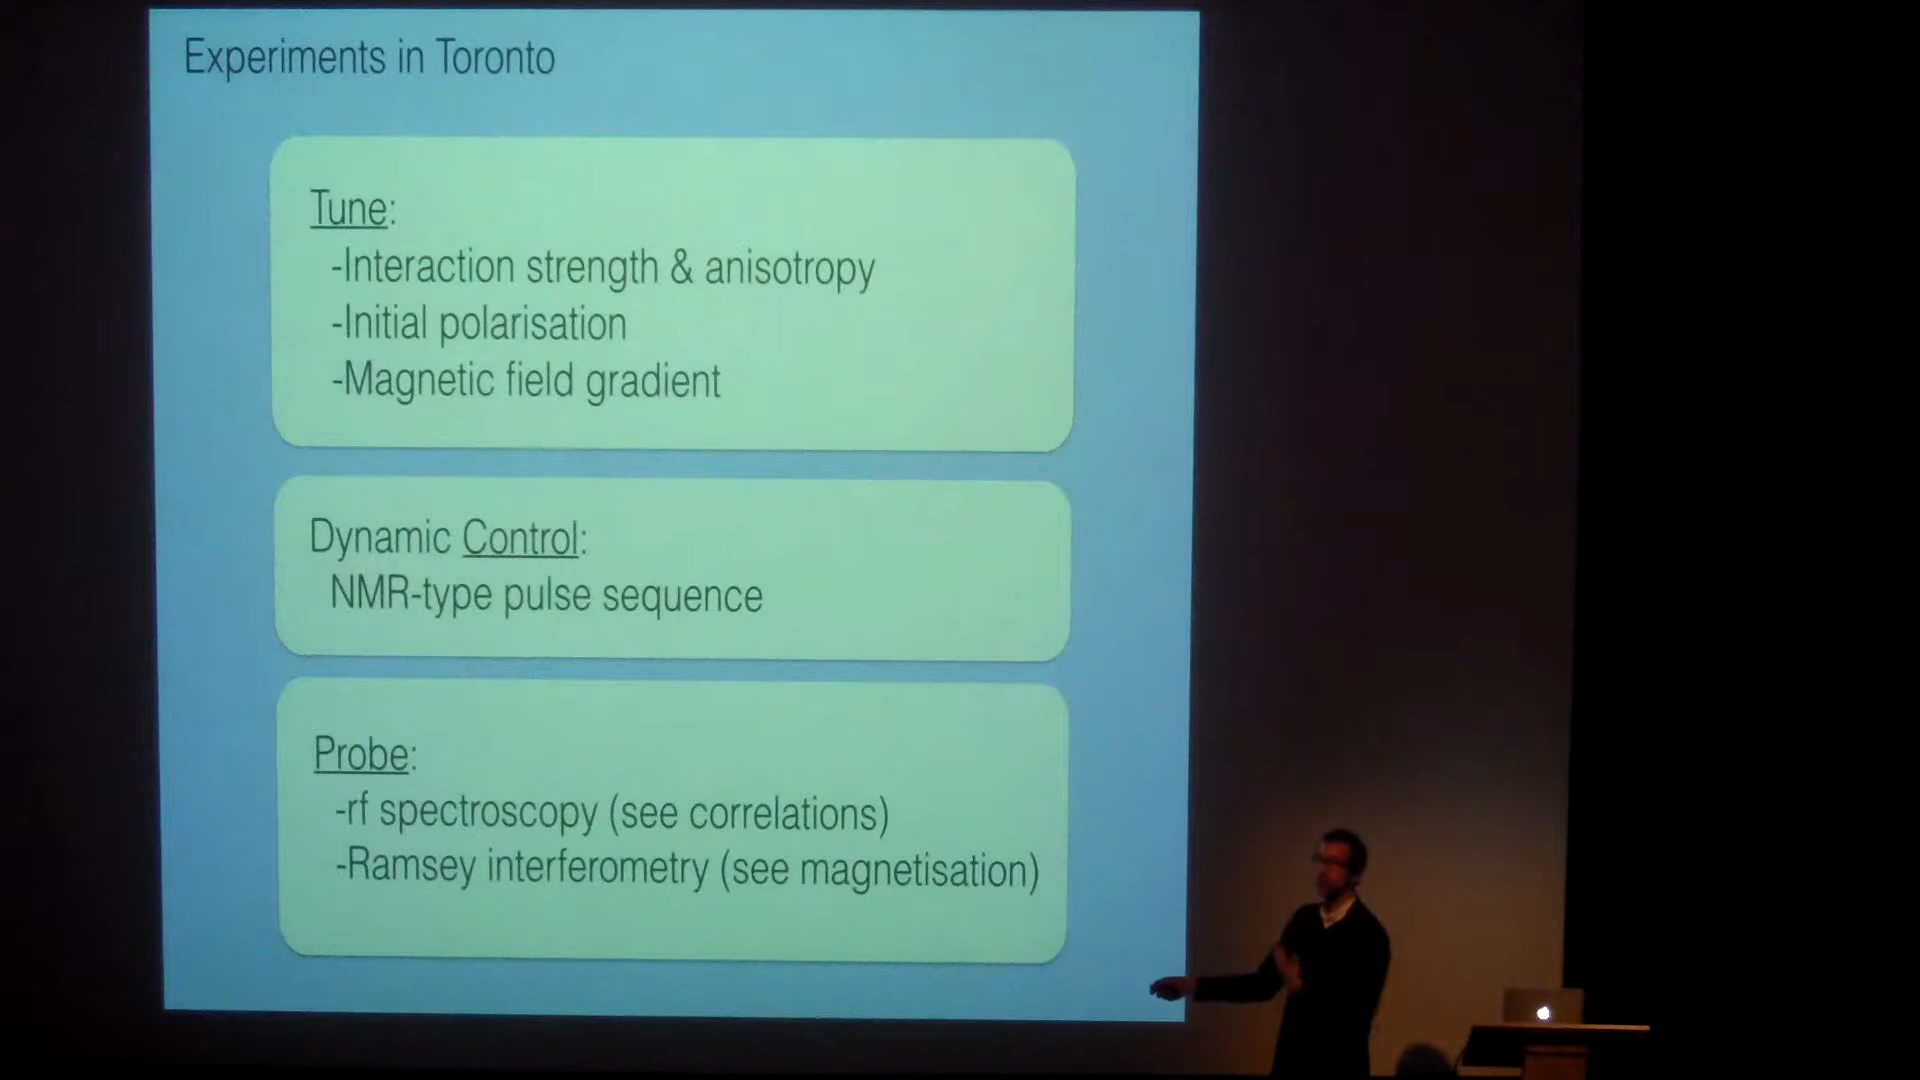 Experiments in Toronto
Tune:
-Interaction strength & anisotropy
-Initial polarisation
-Magnetic field gradient
Dynamic Control:
NMR-type pulse sequence
Probe:
-rf spectroscopy (see correlations)
-Ramsey interferometry (see magnetisation)